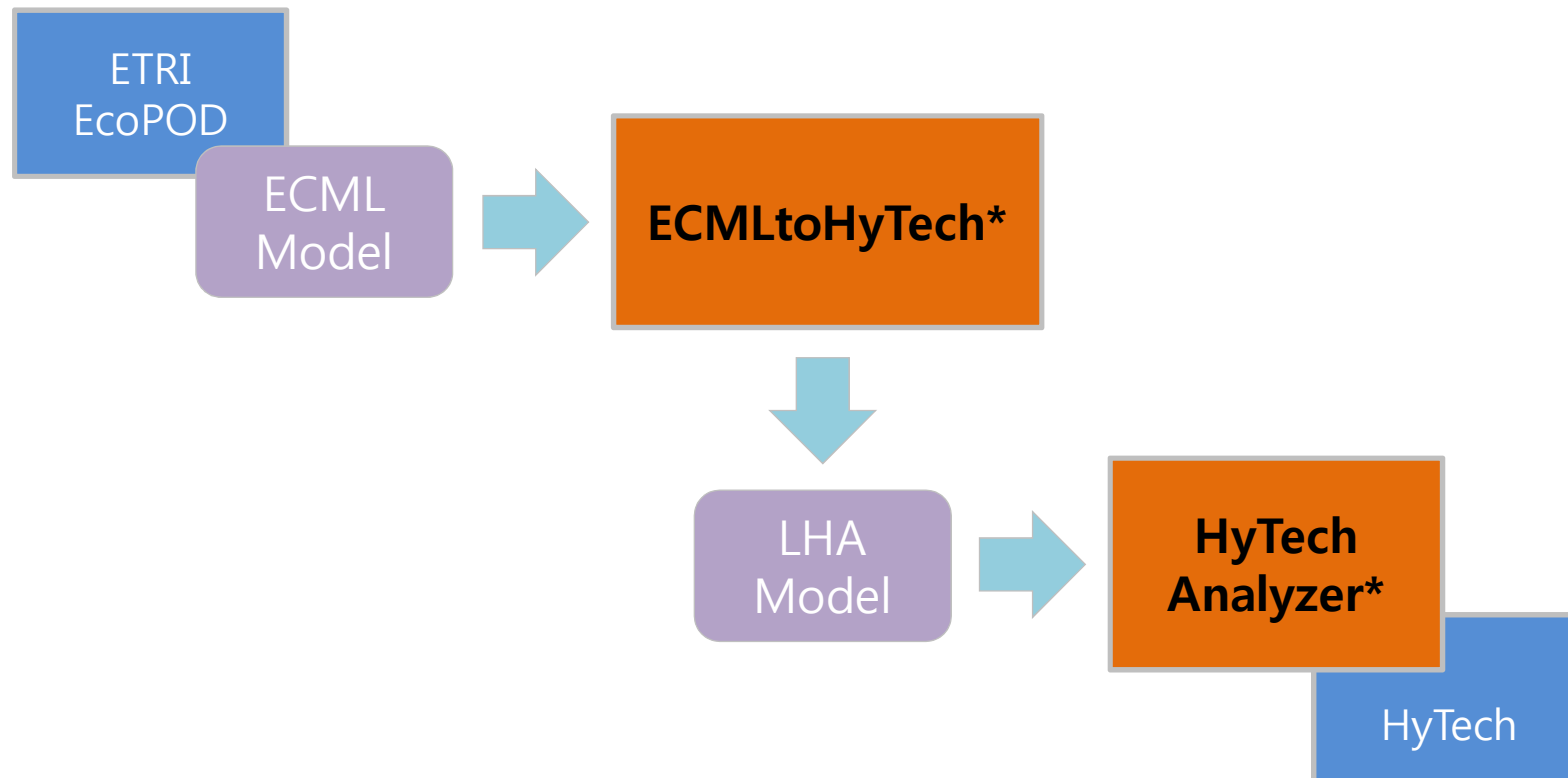 ETRI
EcoPOD
ECML
Model
ECMLtoHyTech*
LHA
Model
HyTech
Analyzer*
HyTech